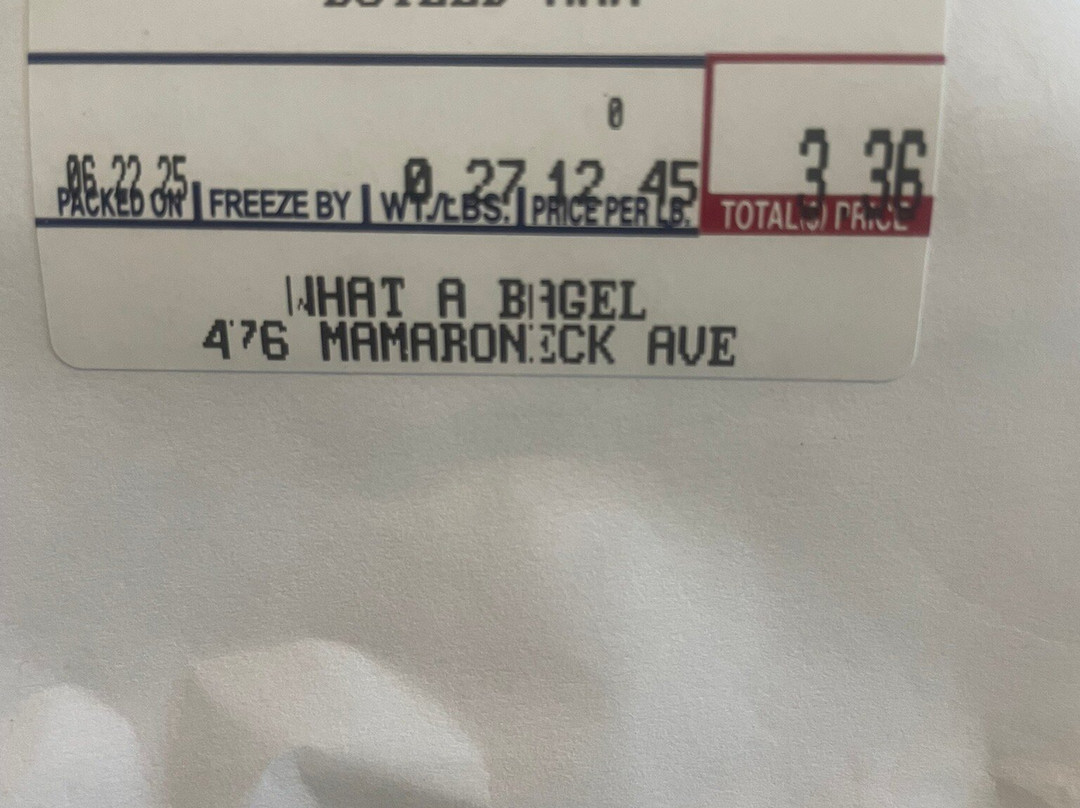 0
06 22 25 0.27 12.45 3.36
PACKED ON FREEZE BY WT./LBS. PRICE PER LB. TOTAL($) PRICE
WHAT A BAGEL
476 MAMARONECK AVE